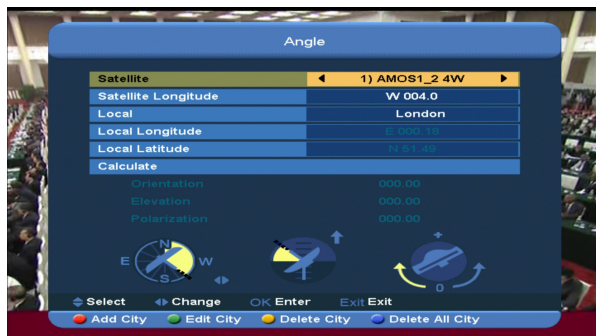 Angle
Satellite 1) AMOS1_2 4W
Satellite Longitude W 004.0
Local London
Local Longitude E 000.16
Local Latitude N 51.49
Calculate
Orientation 000.00
Elevation 000.00
Polarization 000.00
N
E W
S
+
- 0
Select Change OK Enter Exit Exit
Add City Edit City Delete City Delete All City